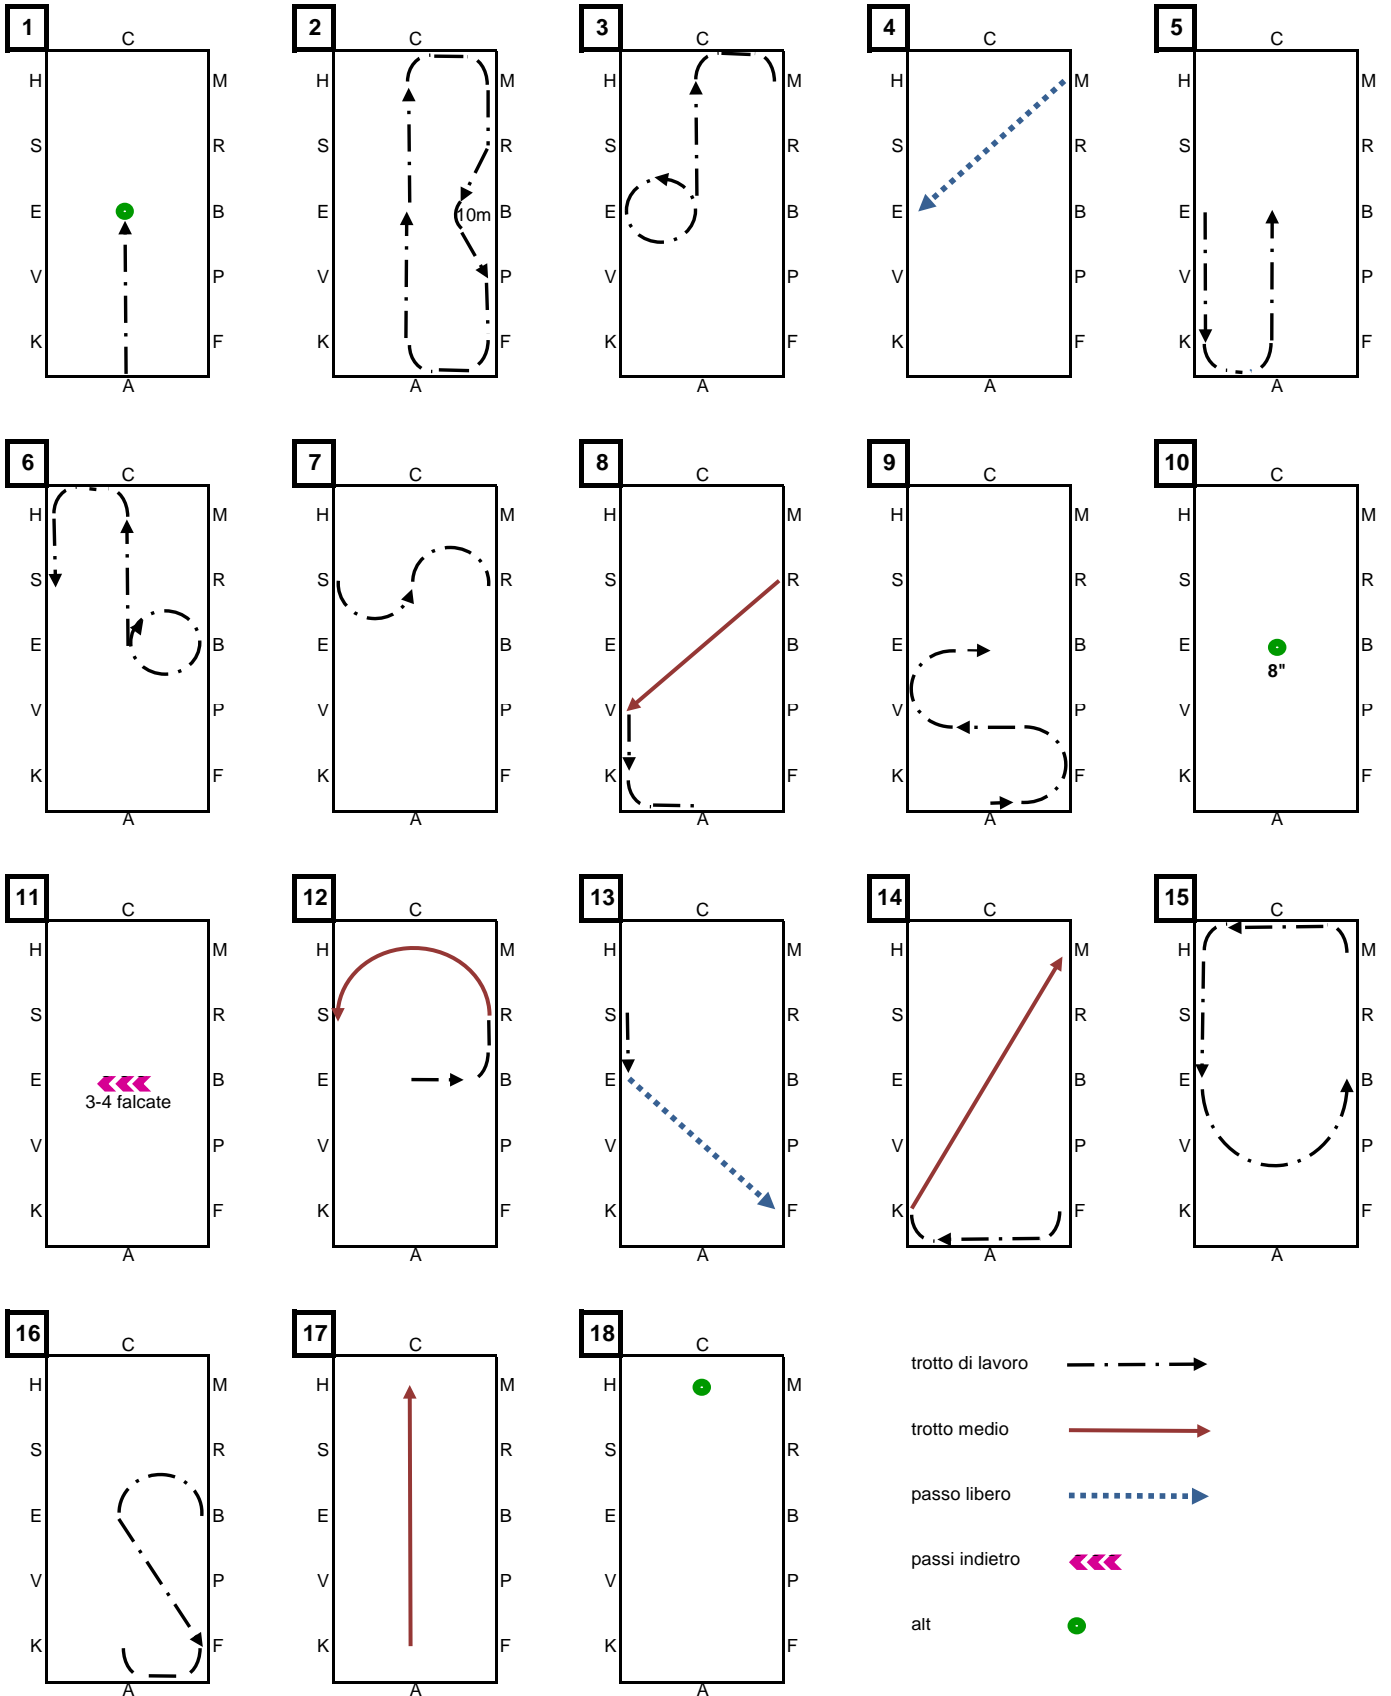 1 2 3 4 5
C C C C C
H M H M H M H M H M
S R S R S R S R S R
E B E 10m B E B E B E B
V P V P V P V P V P
K F K F K F K F K F
A A A A A
6 7 8 9 10
C C C C C
H M H M H M H M H M
S R S R S R S R S R
E B E B E B E B E B
8"
V P V P V P V P V P
K F K F K F K F K F
A A A A A
11 12 13 14 15
C C C C C
H M H M H M H M H M
S R S R S R S R S R
E B E B E B E B E B
3-4 falcate
V P V P V P V P V P
K F K F K F K F K F
A A A A A
16 17 18
C C C
H M H M H M
S R S R S R
E B E B E B
V P V P V P
K F K F K F
A A A
trotto di lavoro
trotto medio
passo libero
passi indietro
alt